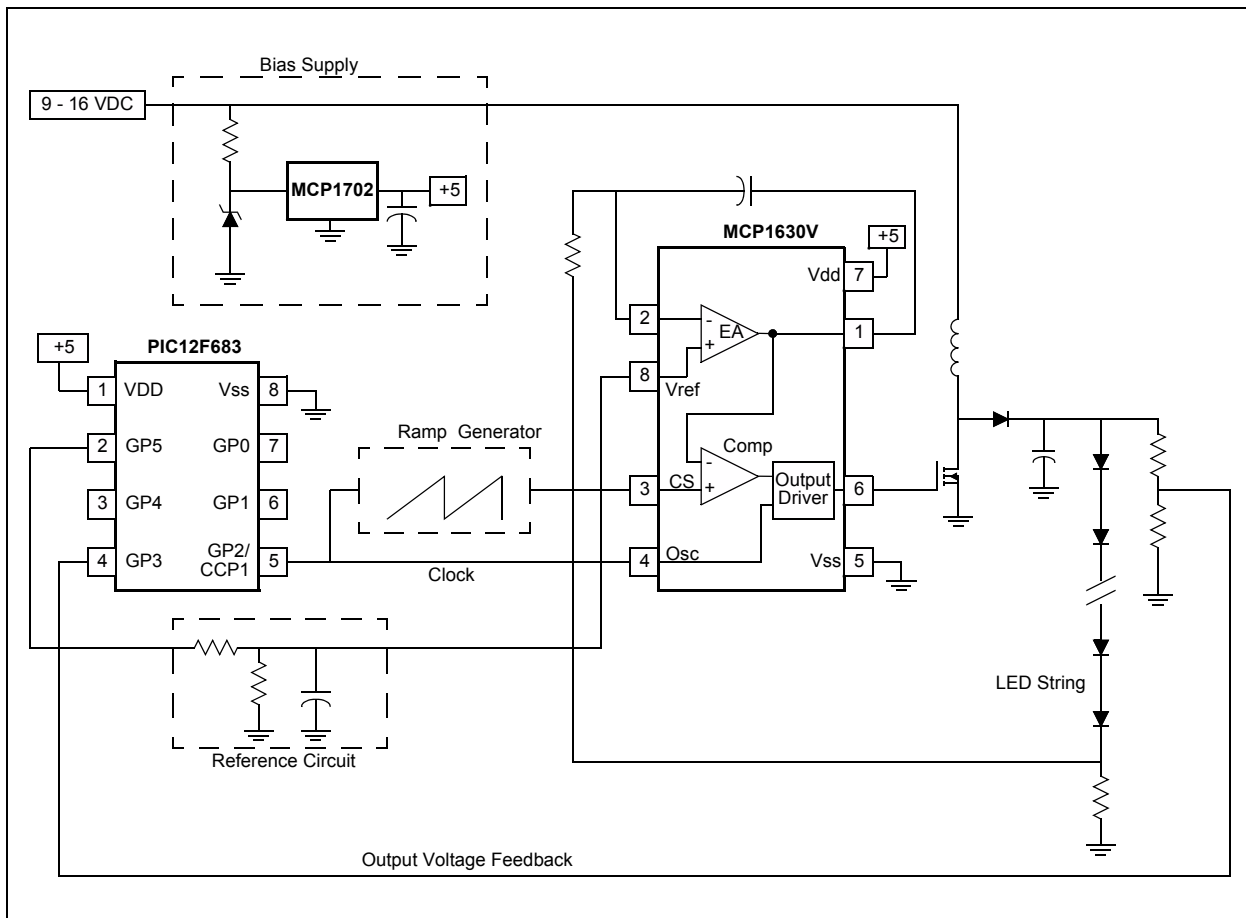 Bias Supply
9 - 16 VDC
MCP1702
+5
MCP1630V
+5
Vdd
7
2
-
EA
+
1
8
Vref
+5
PIC12F683
1
VDD
Vss
8
2
GP5
GP0
7
3
GP4
GP1
6
4
GP3
GP2/
CCP1
5
Ramp Generator
Clock
Comp
3
CS
-
+
Output
Driver
6
4
Osc
Vss
5
LED String
Reference Circuit
Output Voltage Feedback